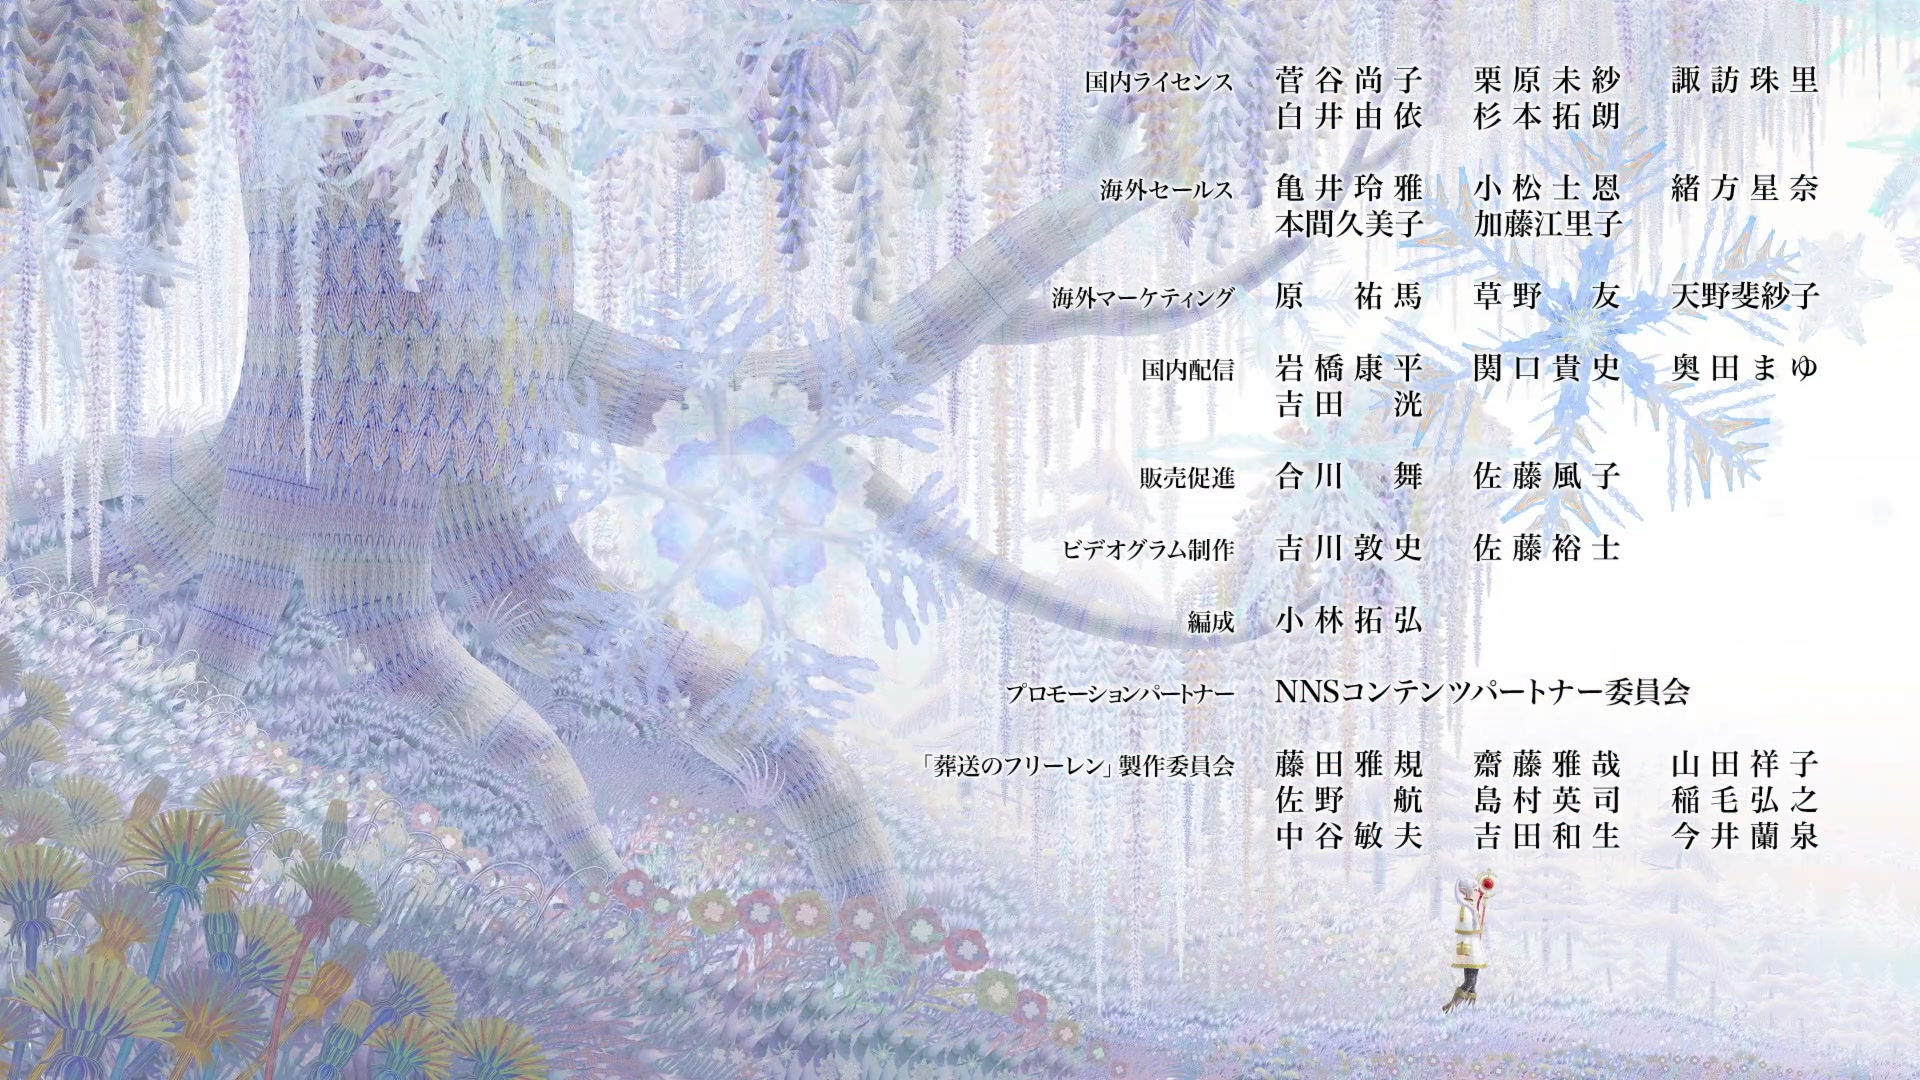 国内ライセンス 菅谷尚子 栗原未紗 諏訪珠里
白井由依 杉本拓朗
海外セールス 亀井玲雅 小松士恩 緒方星奈
本間久美子 加藤江里子
海外マーケティング 原祐馬 草野友 天野斐紗子
国内配信 岩橋康平 関口貴史 奥田まゆ
吉田洸
販売促進 合川舞 佐藤風子
ビデオグラム制作 吉川敦史 佐藤裕士
編成 小林拓弘
プロモーションパートナー NNSコンテンツパートナー委員会
「葬送のフリーレン」製作委員会 藤田雅規 齋藤雅哉 山田祥子
佐野航 島村英司 稲毛弘之
中谷敏夫 吉田和生 今井蘭泉